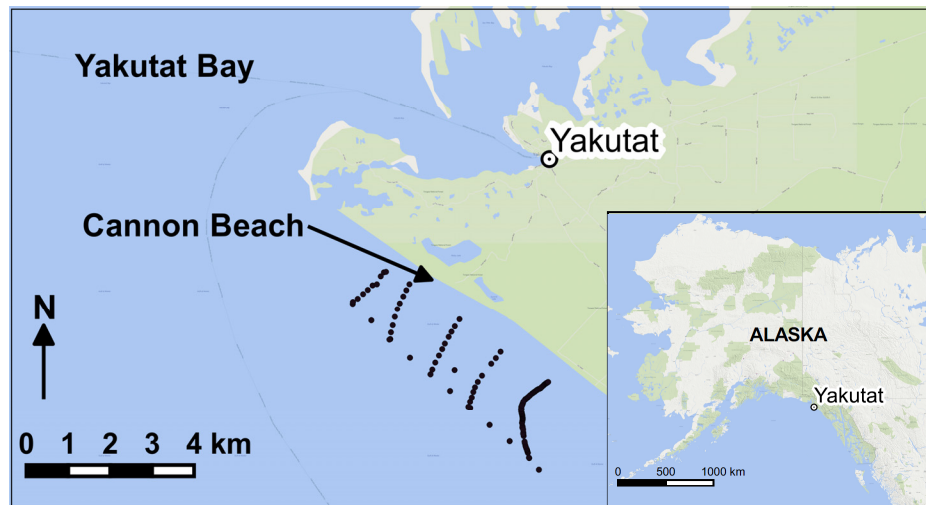 Yakutat Bay
Yakutat
Cannon Beach
N
0 1 2 3 4 km
ALASKA
Yakutat
0 500 1000 km